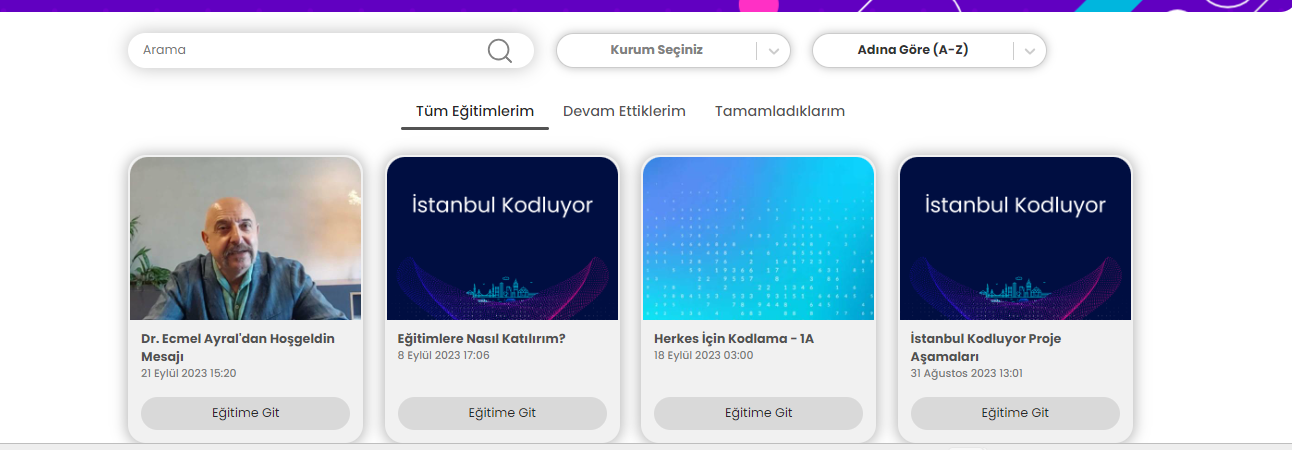 Arama
Kurum Seçiniz
Adına Göre (A-Z)
Tüm Eğitimlerim
Devam Ettiklerim
Tamamladıklarım
İstanbul Kodluyor
İstanbul Kodluyor
Dr. Ecmel Ayral'dan Hoşgeldin
Mesajı
21 Eylül 2023 15:20
Eğitime Git
Eğitimlere Nasıl Katılırım?
8 Eylül 2023 17:06
Eğitime Git
Herkes İçin Kodlama - 1A
18 Eylül 2023 03:00
Eğitime Git
İstanbul Kodluyor Proje
Aşamaları
31 Ağustos 2023 13:01
Eğitime Git